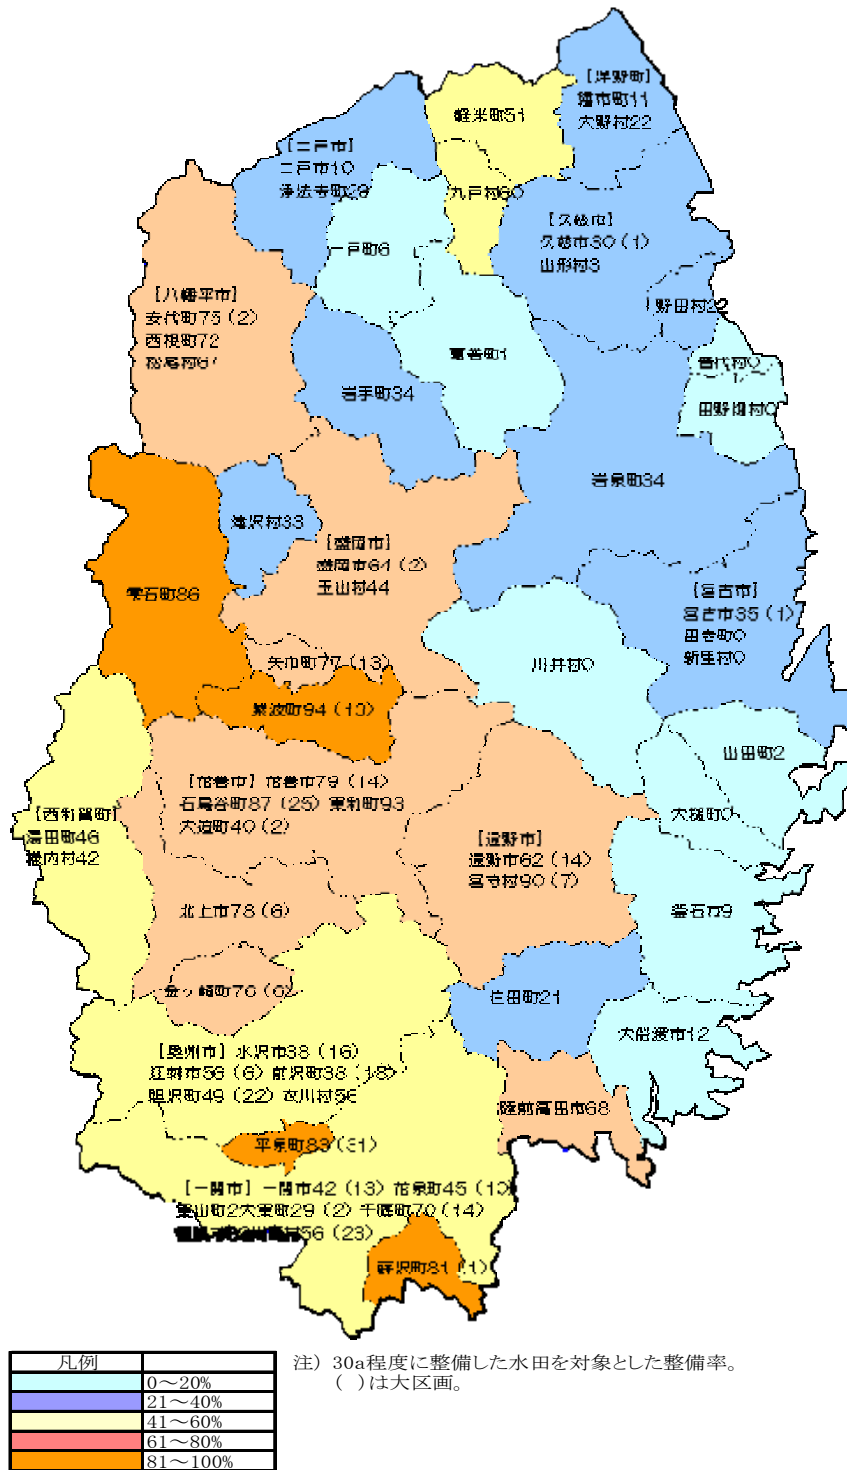 【洋野町】
種市町11
大野村22
軽米町51
【二戸市】
二戸市10
浄法寺町29
九戸村60
一戸町6
【久慈市】
久慈市30（1）
山形村3
【八幡平市】
安代町75（2）
西根町72
松尾村67
野田村22
葛巻町1
普代村0
岩手町34
田野畑村0
岩泉町34
滝沢村33
【盛岡市】
盛岡市64（2）
玉山村44
雫石町86
【宮古市】
宮古市35（1）
田老町0
新里村0
矢巾町77（13）
川井村0
紫波町94（10）
山田町2
【花巻市】花巻市79（14）
石鳥谷町87（25）東和町93
大迫町40（2）
【西和賀町】
湯田町46
沢内村42
大槌町0
【遠野市】
遠野市62（14）
宮守村90（7）
北上市78（6）
釜石市9
金ヶ崎町76（6）
住田町21
大船渡市12
【奥州市】水沢市38（16）
江刺市56（6）前沢町38（18）
胆沢町49（22）衣川村56
陸前高田市68
平泉町83（31）
【一関市】一関市42（13）花泉町45（10）
東山町2大東町29（2）千厩町70（14）
56（23）
藤沢町81（1）
凡例
0～20%
21～40%
41～60%
61～80%
81～100%
注）30a程度に整備した水田を対象とした整備率。
（ ）は大区画。